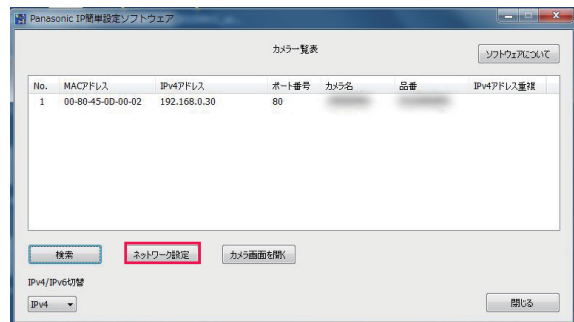 Panasonic IP簡単設定ソフトウェア
カメラ一覧表
ソフトウェアについて
No. MACアドレス IPv4アドレス ポート番号 カメラ名 品番 IPv4アドレス重複
1 00-80-45-0D-00-02 192.168.0.30 80
検索 ネットワーク設定 カメラ画面を開く
IPv4/IPv6切替
IPv4 閉じる